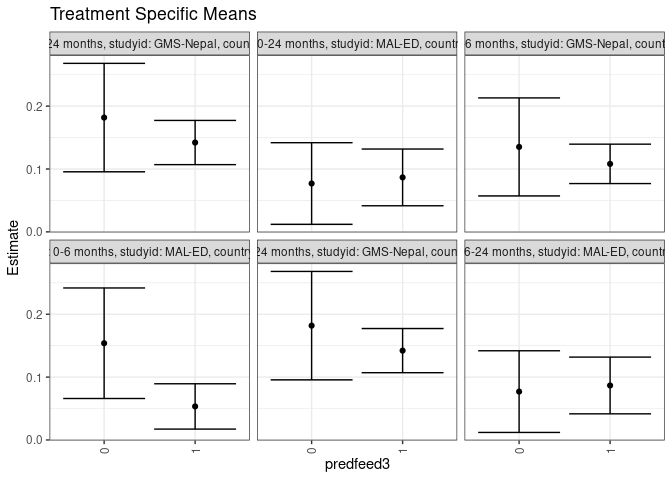 Treatment Specific Means
24 months, studyid: GMS-Nepal, coun
0-24 months, studyid: MAL-ED, countr
6 months, studyid: GMS-Nepal, count
0.2
0.1
0.0
0-6 months, studyid: MAL-ED, country
24 months, studyid: GMS-Nepal, coun
6-24 months, studyid: MAL-ED, countr
0.2
0.1
0.0
Estimate
0
1
0
1
0
1
predfeed3